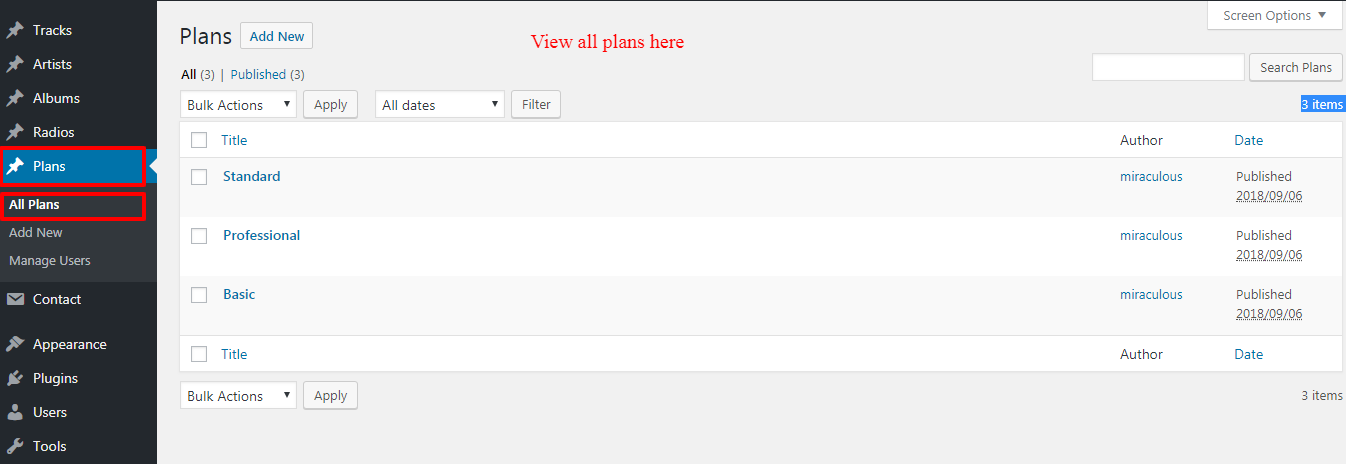 Tracks
Artists
Albums
Radios
Plans
All Plans
Add New
Manage Users
Contact
Appearance
Plugins
Users
Tools
Screen Options
Plans Add New
View all plans here
All (3) | Published (3)
Search Plans
Bulk Actions Apply All dates Filter 3 items
Title Author Date
Standard miraculous Published
2018/09/06
Professional miraculous Published
2018/09/06
Basic miraculous Published
2018/09/06
Title Author Date
Bulk Actions Apply 3 items